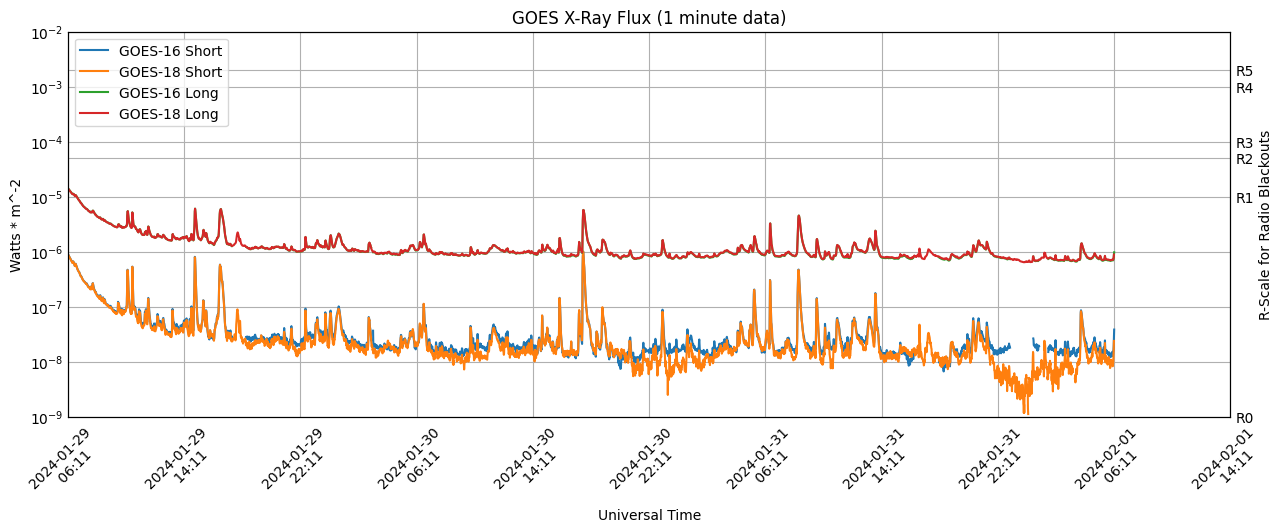 GOES X-Ray Flux (1 minute data)
GOES-16 Short
GOES-18 Short
GOES-16 Long
GOES-18 Long
Watts * m^-2
10^-2
10^-3
10^-4
10^-5
10^-6
10^-7
10^-8
10^-9
R5
R4
R3
R2
R1
R0
R-Scale for Radio Blackouts
2024-01-29
06:11
2024-01-29
14:11
2024-01-29
22:11
2024-01-30
06:11
2024-01-30
14:11
2024-01-30
22:11
2024-01-31
06:11
2024-01-31
14:11
2024-01-31
22:11
2024-02-01
06:11
2024-02-01
14:11
Universal Time